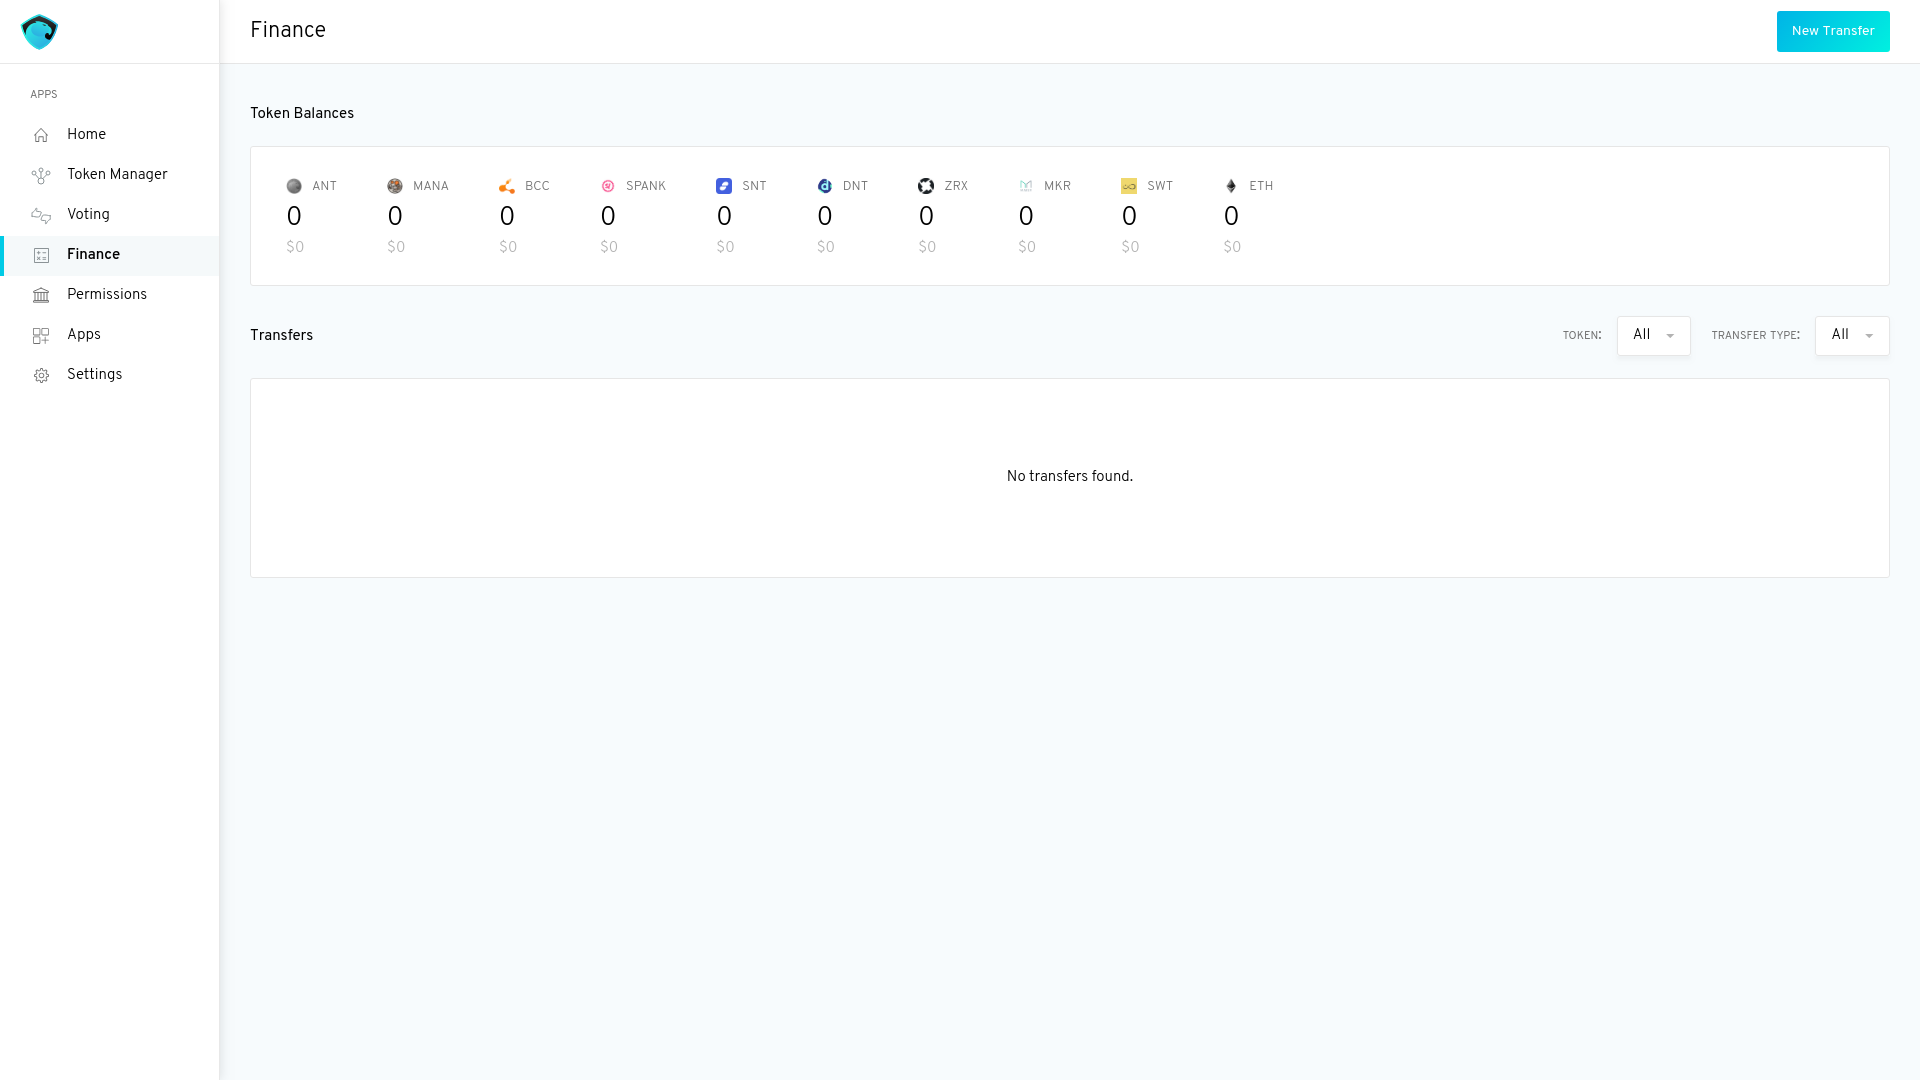 Finance
New Transfer
APPS
Home
Token Manager
Voting
Finance
Permissions
Apps
Settings
Token Balances
ANT MANA BCC SPANK SNT DNT ZRX MKR SWT ETH
0 0 0 0 0 0 0 0 0 0
$0 $0 $0 $0 $0 $0 $0 $0 $0 $0
Transfers
TOKEN: All TRANSFER TYPE: All
No transfers found.